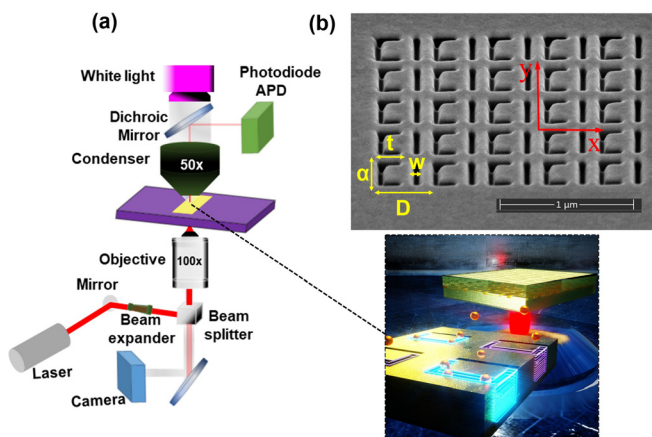 (a)
White light
Photodiode
APD
Dichroic
Mirror
Condenser
50x
Objective
100x
Mirror
Beam
expander
Beam
splitter
Laser
Camera
(b)
y
x
t
w
α
D
1 µm